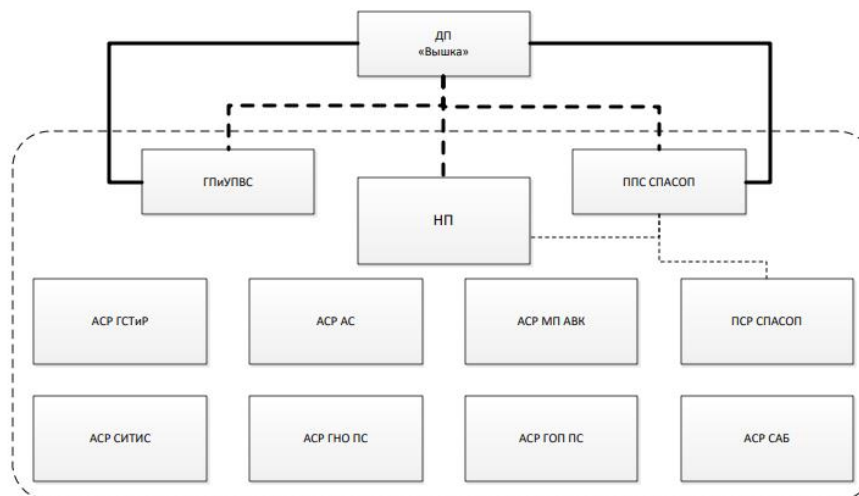 ДП
«Вышка»
ГПиУПВС
ППС СПАСОП
НП
АСР ГСТиР
АСР АС
АСР МП АВК
ПСР СПАСОП
АСР СИТИС
АСР ГНО ПС
АСР ГОП ПС
АСР САБ